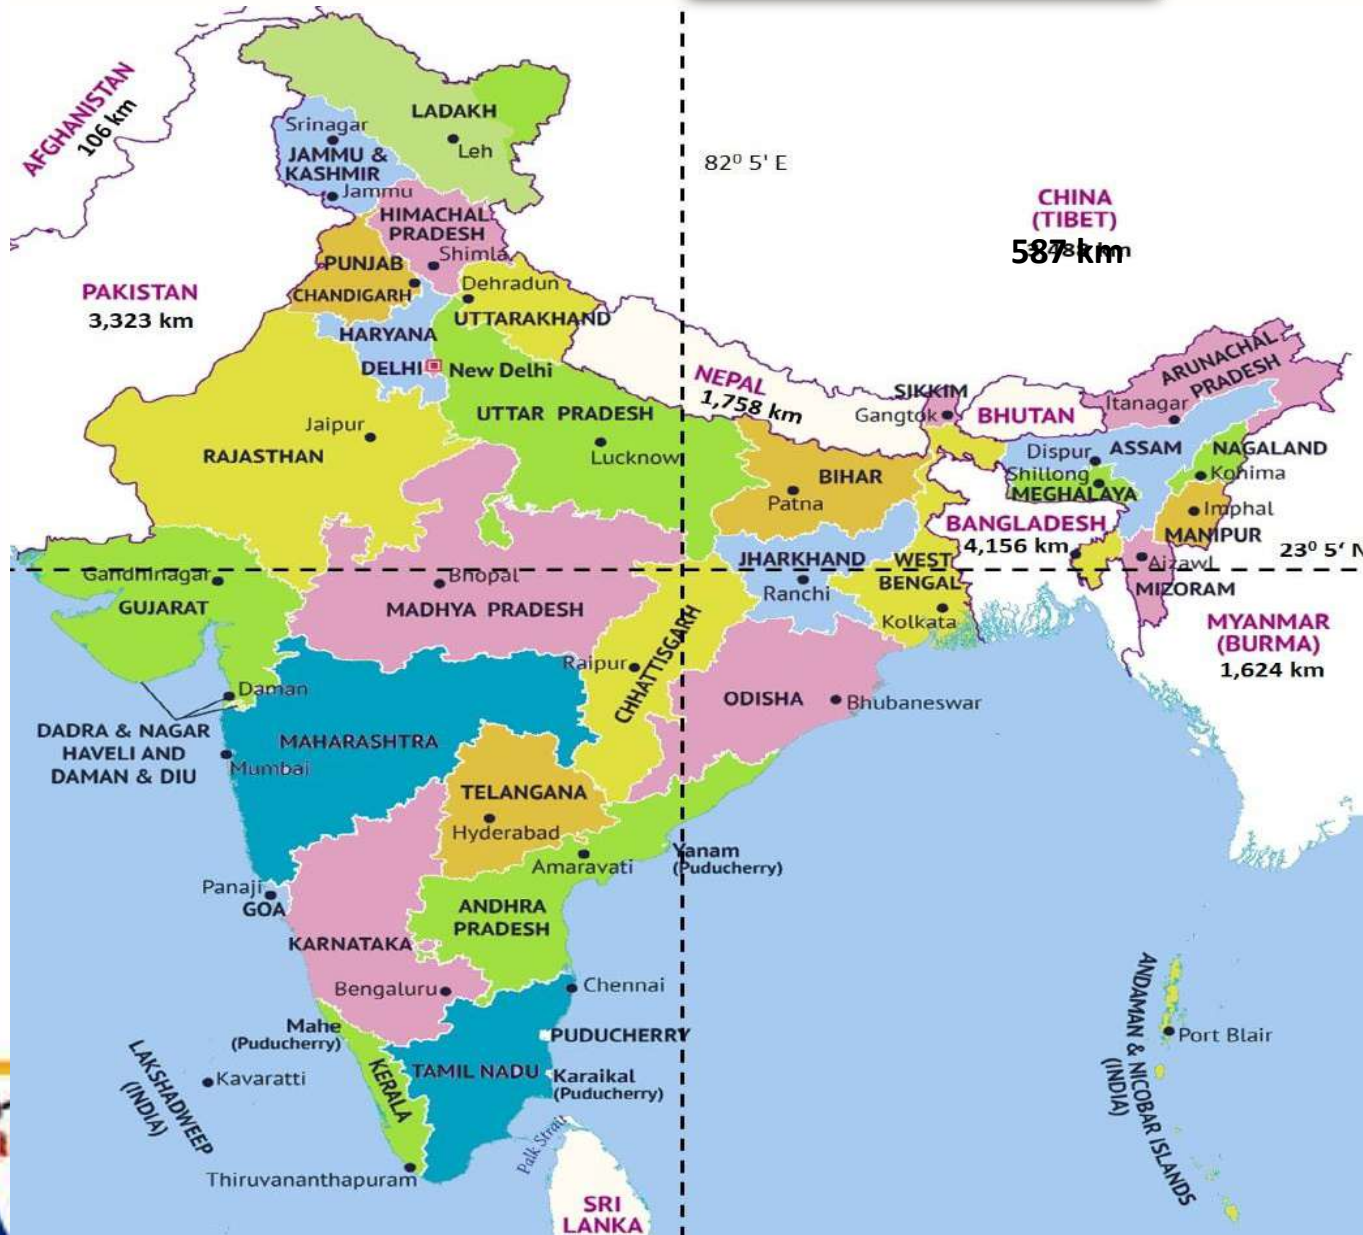 AFGHANISTAN
106 km
LADAKH
Srinagar
JAMMU &
KASHMIR
Leh
Jammu
82⁰ 5' E
CHINA
(TIBET)
587 km
HIMACHAL
PRADESH
Shimla
PUNJAB
CHANDIGARH
Dehradun
UTTARAKHAND
PAKISTAN
3,323 km
HARYANA
DELHI
New Delhi
NEPAL
1,758 km
SIKKIM
Gangtok
BHUTAN
ARUNACHAL
PRADESH
Itanagar
UTTAR PRADESH
Lucknow
Jaipur
RAJASTHAN
BIHAR
Patna
Dispur
ASSAM
NAGALAND
Shillong
Kohima
MEGHALAYA
Imphal
MANIPUR
BANGLADESH
4,156 km
23⁰ 5‘ N
JHARKHAND
Ranchi
WEST
BENGAL
Kolkata
Aizawl
MIZORAM
MYANMAR
(BURMA)
1,624 km
Gandhinagar
GUJARAT
Bhopal
MADHYA PRADESH
CHHATTISGARH
Raipur
ODISHA
Bhubaneswar
Daman
DADRA & NAGAR
HAVELI AND
DAMAN & DIU
MAHARASHTRA
Mumbai
TELANGANA
Hyderabad
Amaravati
Yanam
(Puducherry)
Panaji
GOA
ANDHRA
PRADESH
KARNATAKA
Bengaluru
Chennai
Mahe
(Puducherry)
PUDUCHERRY
TAMIL NADU
Karaikal
(Puducherry)
KERALA
LAKSHADWEEP
(INDIA)
Kavaratti
Thiruvananthapuram
Palk Strait
SRI
LANKA
ANDAMAN & NICOBAR ISLANDS
(INDIA)
Port Blair